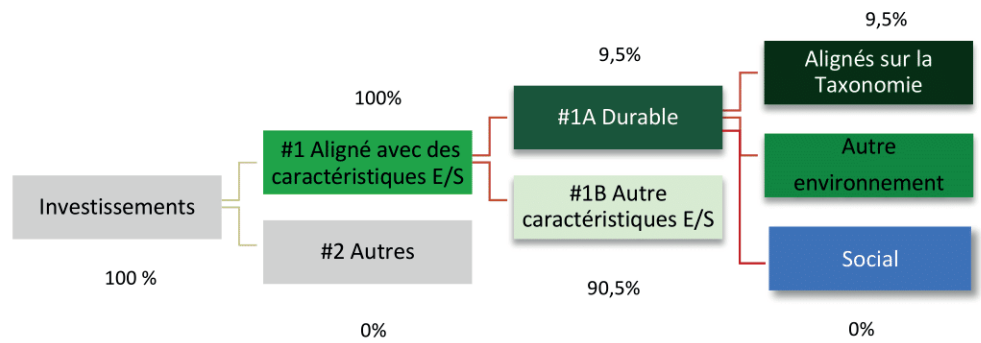 9,5%
Alignés sur la
Taxonomie
9,5%
#1A Durable
100%
#1 Aligné avec des
caractéristiques E/S
Autre
environnement
Investissements
#1B Autre
caractéristiques E/S
#2 Autres
Social
100 %
90,5%
0%
0%